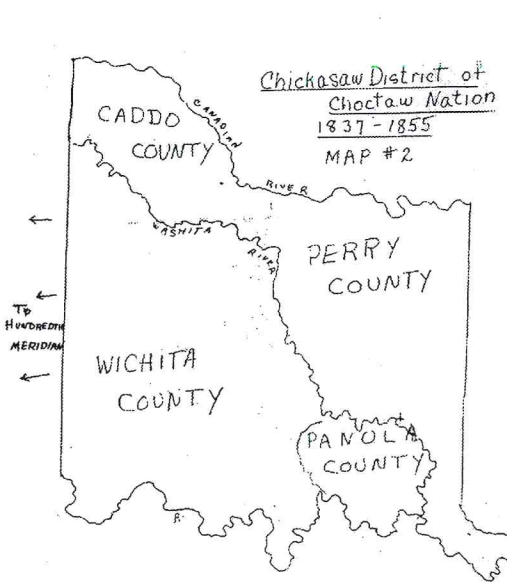 Chickasaw District of
Choctaw Nation
1837-1855
MAP #2
CADDO
COUNTY
CANADIAN
RIVER
WASHITA
RIVER
PERRY
COUNTY
TO
HUNDREDTH
MERIDIAN
WICHITA
COUNTY
PANOLA
COUNTY
R.